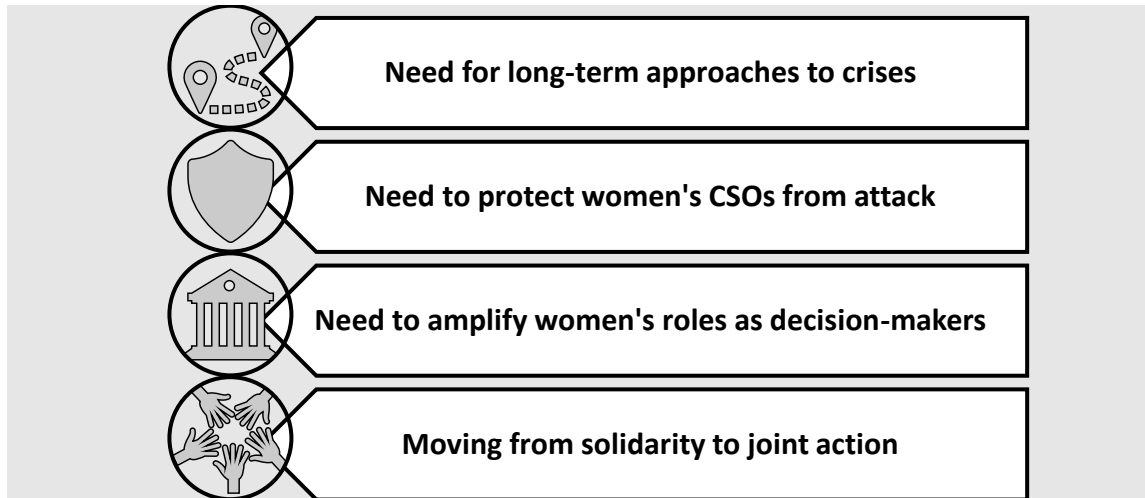 Need for long-term approaches to crises
Need to protect women's CSOs from attack
Need to amplify women's roles as decision-makers
Moving from solidarity to joint action